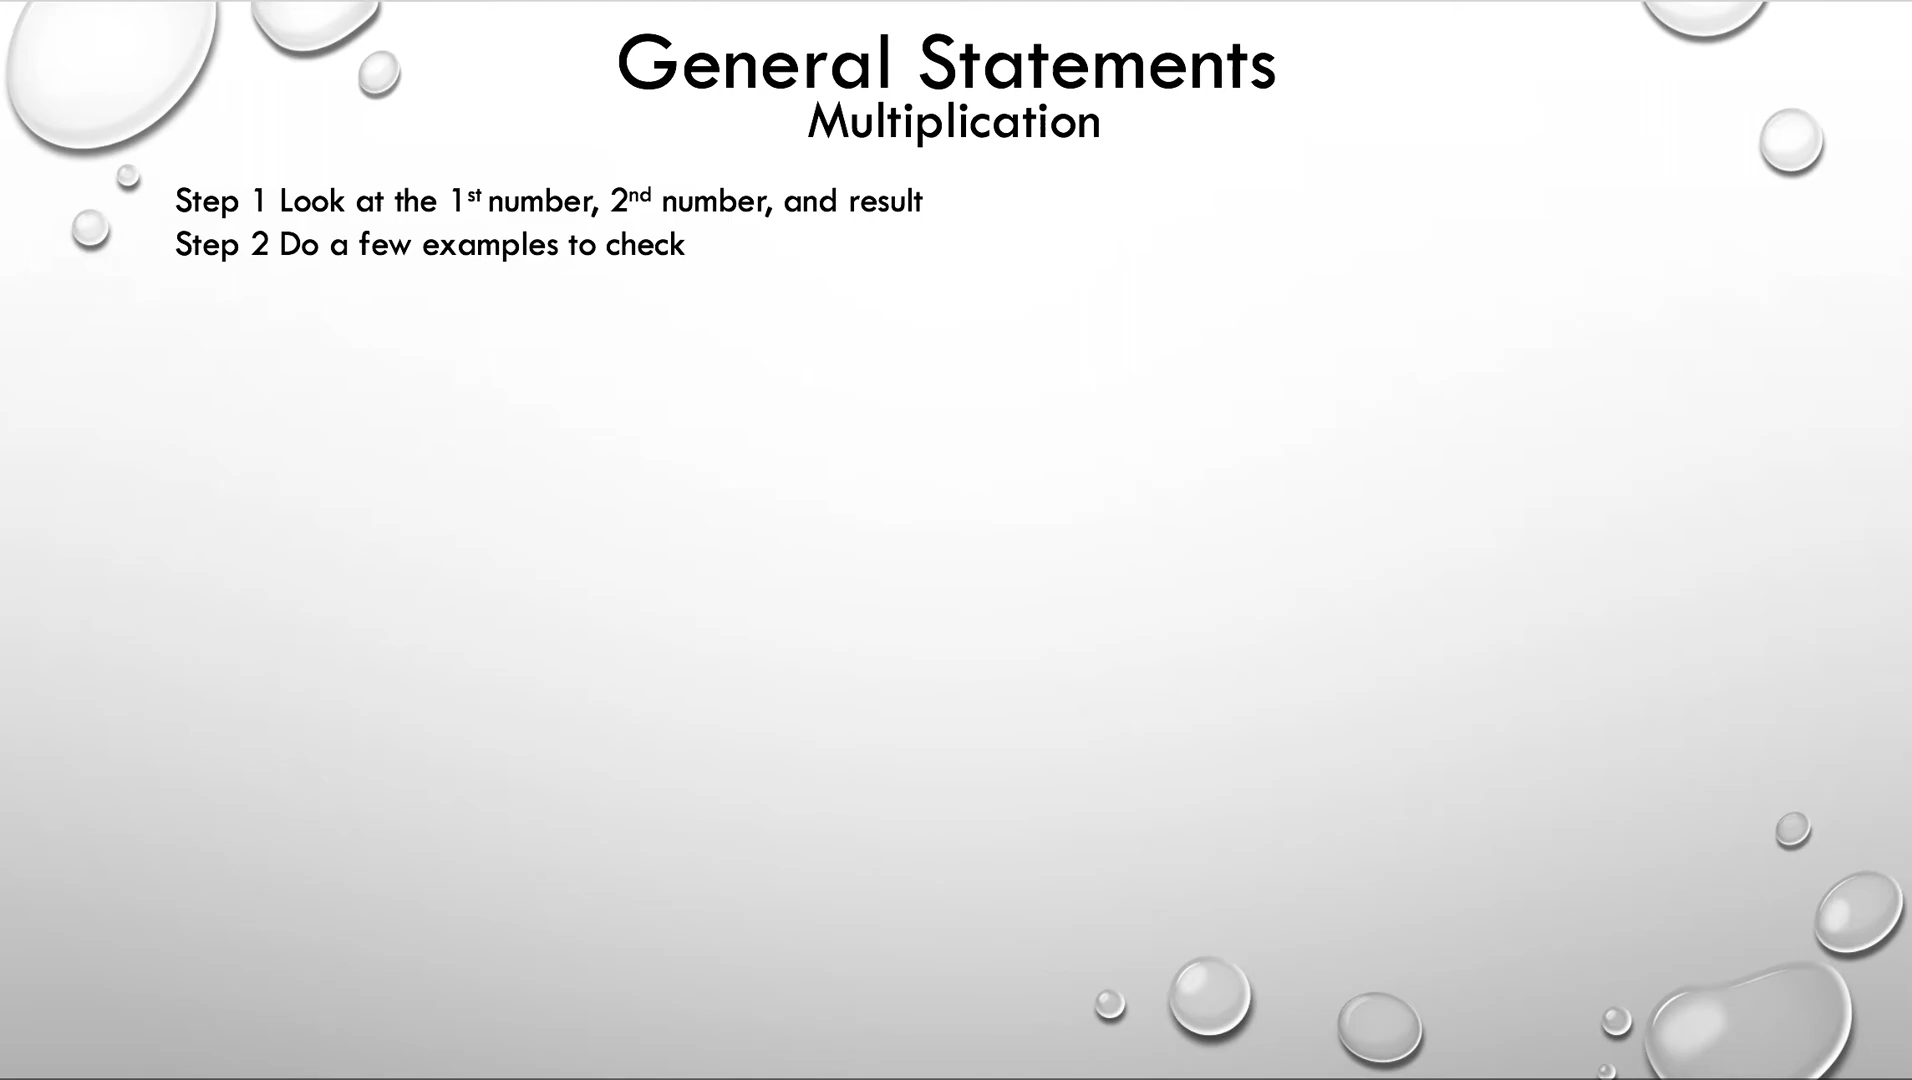 General Statements
Multiplication
Step 1 Look at the 1st number, 2nd number, and result
Step 2 Do a few examples to check